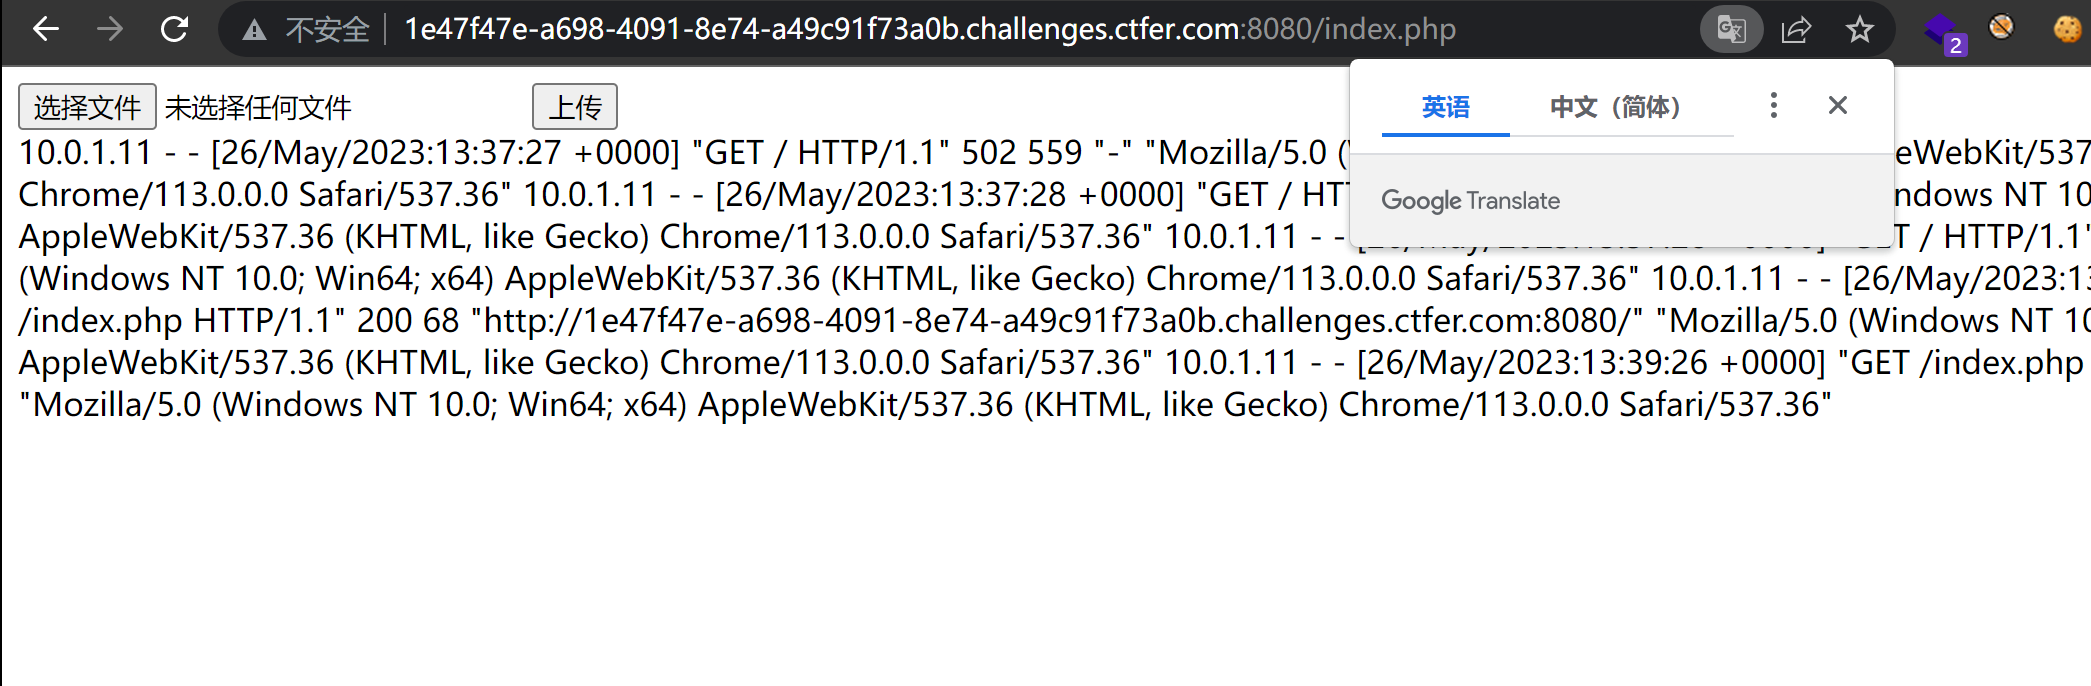 不安全 1e47f47e-a698-4091-8e74-a49c91f73a0b.challenges.ctfer.com:8080/index.php
2
选择文件 未选择任何文件 上传
英语 中文（简体）
Google Translate
10.0.1.11 - - [26/May/2023:13:37:27 +0000] "GET / HTTP/1.1" 502 559 "-" "Mozilla/5.0 ( eWebKit/537
Chrome/113.0.0.0 Safari/537.36" 10.0.1.11 - - [26/May/2023:13:37:28 +0000] "GET / HT ndows NT 10
AppleWebKit/537.36 (KHTML, like Gecko) Chrome/113.0.0.0 Safari/537.36" 10.0.1.11 - - T / HTTP/1.1"
(Windows NT 10.0; Win64; x64) AppleWebKit/537.36 (KHTML, like Gecko) Chrome/113.0.0.0 Safari/537.36" 10.0.1.11 - - [26/May/2023:13
/index.php HTTP/1.1" 200 68 "http://1e47f47e-a698-4091-8e74-a49c91f73a0b.challenges.ctfer.com:8080/" "Mozilla/5.0 (Windows NT 10
AppleWebKit/537.36 (KHTML, like Gecko) Chrome/113.0.0.0 Safari/537.36" 10.0.1.11 - - [26/May/2023:13:39:26 +0000] "GET /index.php
"Mozilla/5.0 (Windows NT 10.0; Win64; x64) AppleWebKit/537.36 (KHTML, like Gecko) Chrome/113.0.0.0 Safari/537.36"